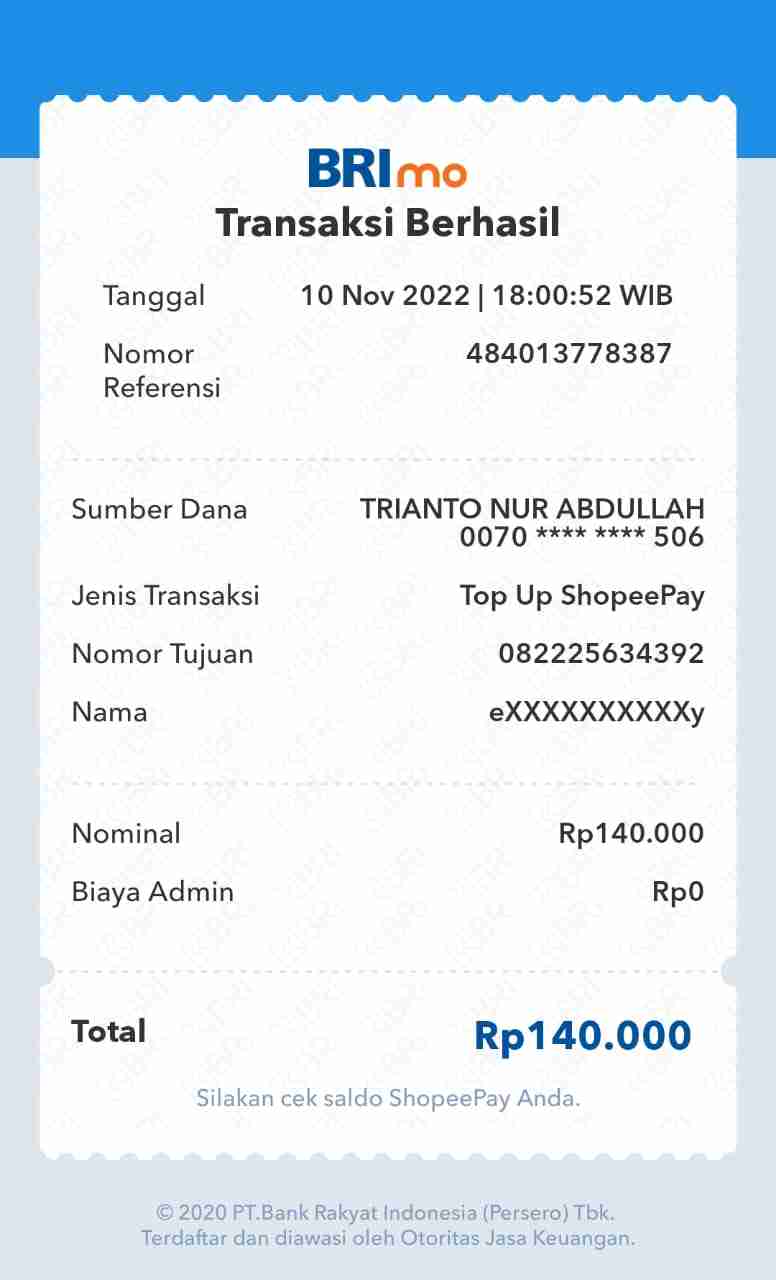 BRImo
Transaksi Berhasil
Tanggal 10 Nov 2022 | 18:00:52 WIB
Nomor Referensi 484013778387
Sumber Dana TRIANTO NUR ABDULLAH
0070 **** **** 506
Jenis Transaksi Top Up ShopeePay
Nomor Tujuan 082225634392
Nama eXXXXXXXXXXy
Nominal Rp140.000
Biaya Admin Rp0
Total Rp140.000
Silakan cek saldo ShopeePay Anda.
© 2020 PT.Bank Rakyat Indonesia (Persero) Tbk.
Terdaftar dan diawasi oleh Otoritas Jasa Keuangan.